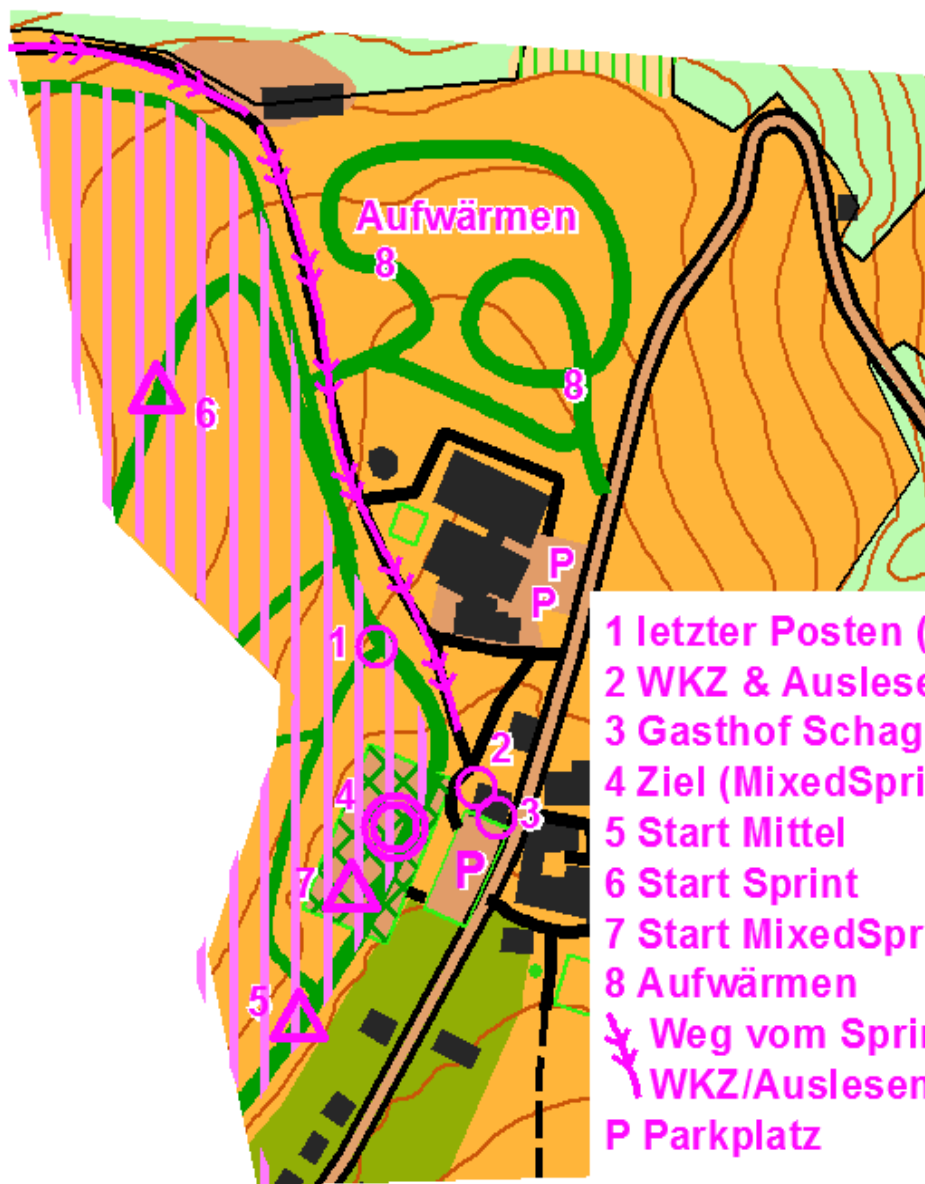 Aufwärmen
8
8
6
P
P
1
2
4
3
P
7
5
1 letzter Posten (
2 WKZ & Auslese
3 Gasthof Schag
4 Ziel (MixedSpri
5 Start Mittel
6 Start Sprint
7 Start MixedSpr
8 Aufwärmen
Weg vom Sprin
WKZ/Auslesen
P Parkplatz